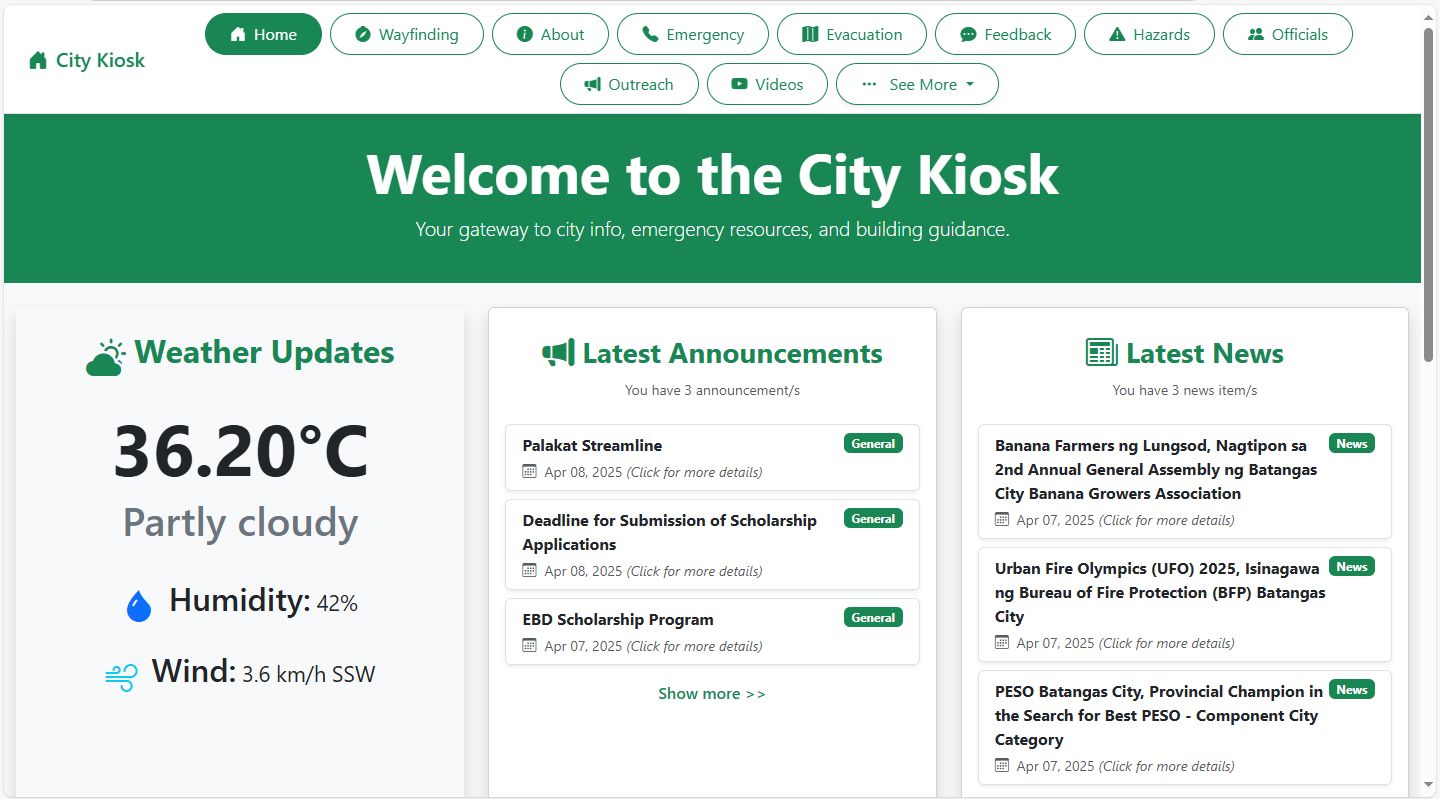 City Kiosk
Home
Wayfinding
About
Emergency
Evacuation
Feedback
Hazards
Officials
Outreach
Videos
See More
Welcome to the City Kiosk
Your gateway to city info, emergency resources, and building guidance.
Weather Updates
36.20°C
Partly cloudy
Humidity: 42%
Wind: 3.6 km/h SSW
Latest Announcements
You have 3 announcement/s
Palakat Streamline
General
Apr 08, 2025 (Click for more details)
Deadline for Submission of Scholarship
Applications
General
Apr 08, 2025 (Click for more details)
EBD Scholarship Program
General
Apr 07, 2025 (Click for more details)
Show more >>
Latest News
You have 3 news item/s
Banana Farmers ng Lungsod, Nagtipon sa
2nd Annual General Assembly ng Batangas
City Banana Growers Association
News
Apr 07, 2025 (Click for more details)
Urban Fire Olympics (UFO) 2025, Isinagawa
ng Bureau of Fire Protection (BFP) Batangas
City
News
Apr 07, 2025 (Click for more details)
PESO Batangas City, Provincial Champion in
the Search for Best PESO - Component City
Category
News
Apr 07, 2025 (Click for more details)